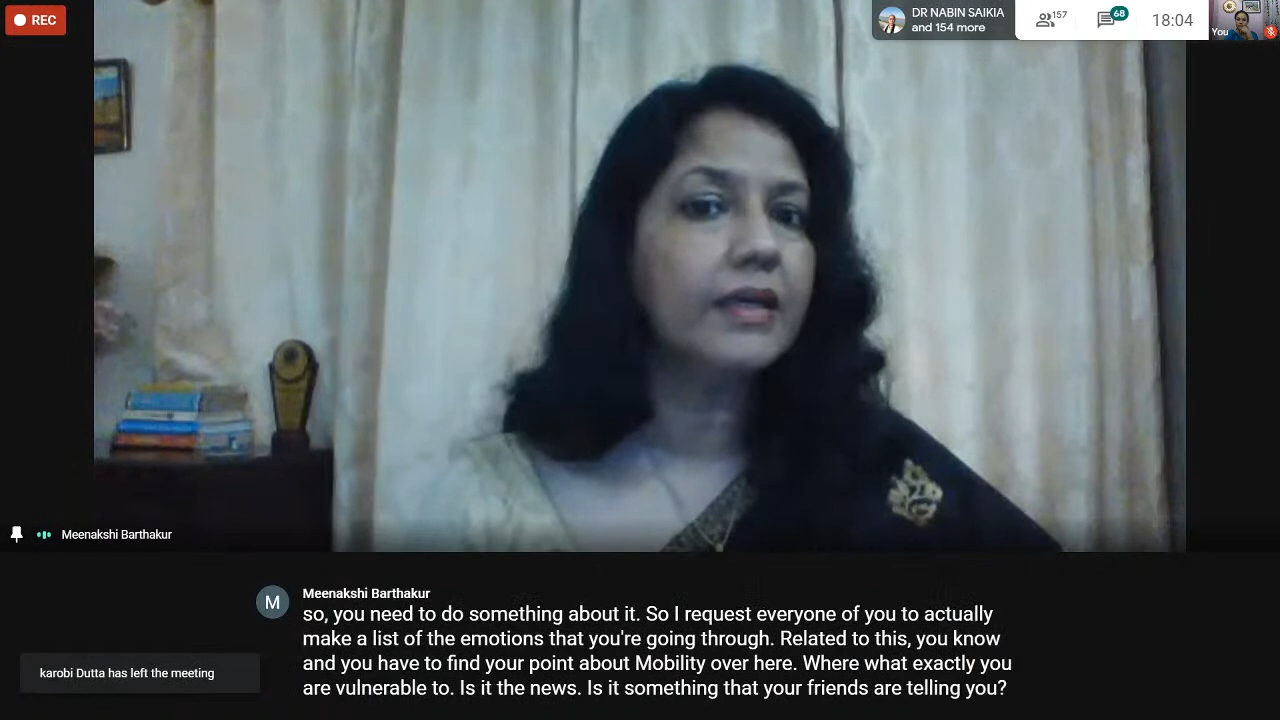 REC
DR NABIN SAIKIA
and 154 more
157
68
18:04
You
Meenakshi Barthakur
M
Meenakshi Barthakur
so, you need to do something about it. So I request everyone of you to actually
make a list of the emotions that you're going through. Related to this, you know
and you have to find your point about Mobility over here. Where what exactly you
are vulnerable to. Is it the news. Is it something that your friends are telling you?
karobi Dutta has left the meeting